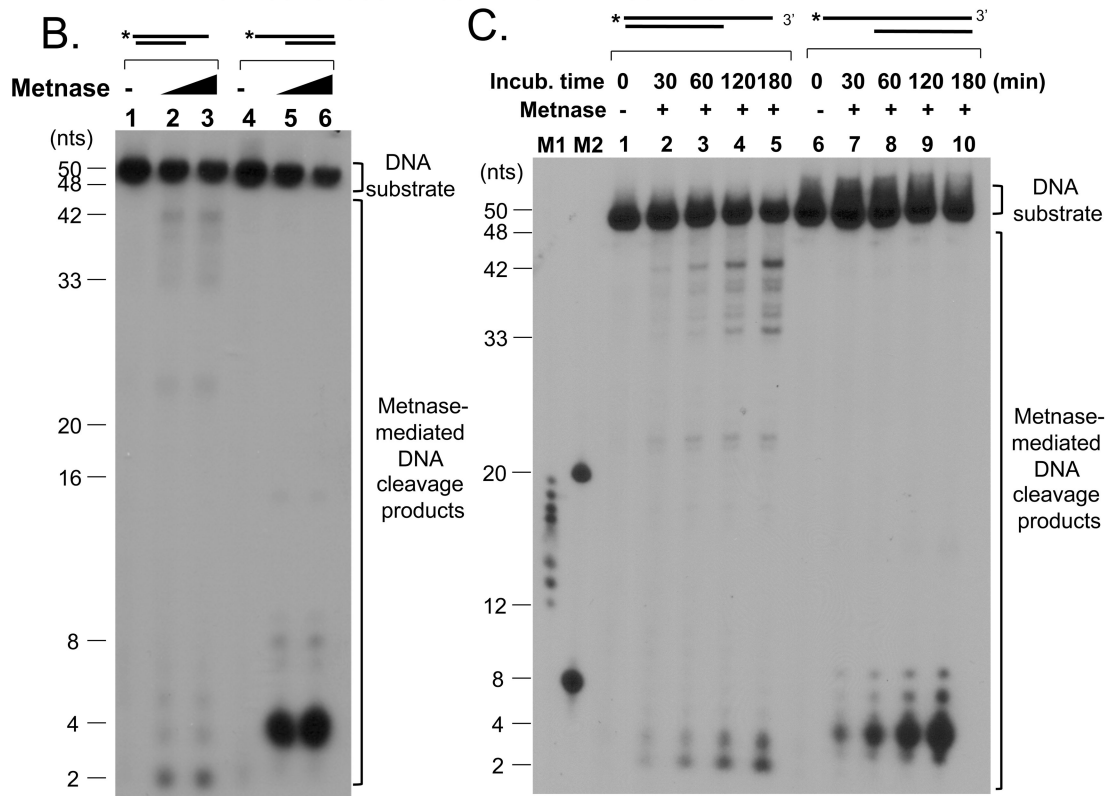 B.
*
*
Metnase
-
-
1 2 3 4 5 6
(nts)
50
48
42
33
20
16
8
4
2
DNA
substrate
Metnase-
mediated
DNA
cleavage
products
C.
* 3’
* 3’
Incub. time 0 30 60 120 180 0 30 60 120 180 (min)
Metnase - + + + + - + + + +
M1 M2 1 2 3 4 5 6 7 8 9 10
(nts)
50
48
42
33
20
12
8
4
2
DNA
substrate
Metnase-
mediated
DNA
cleavage
products